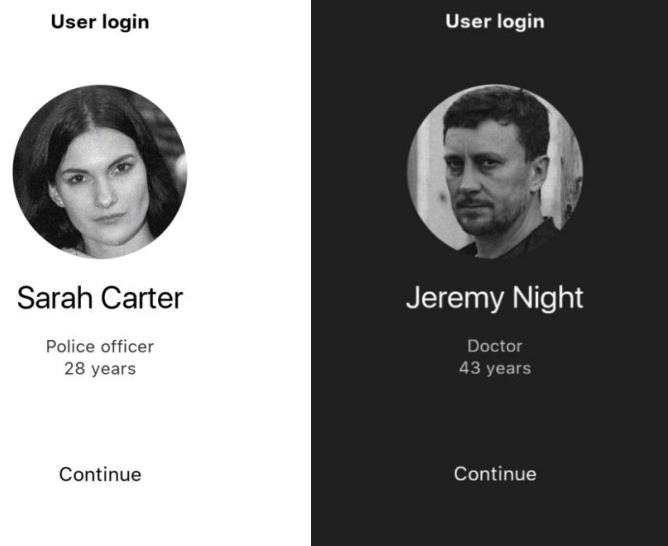 User login
Sarah Carter
Police officer
28 years
Continue
User login
Jeremy Night
Doctor
43 years
Continue